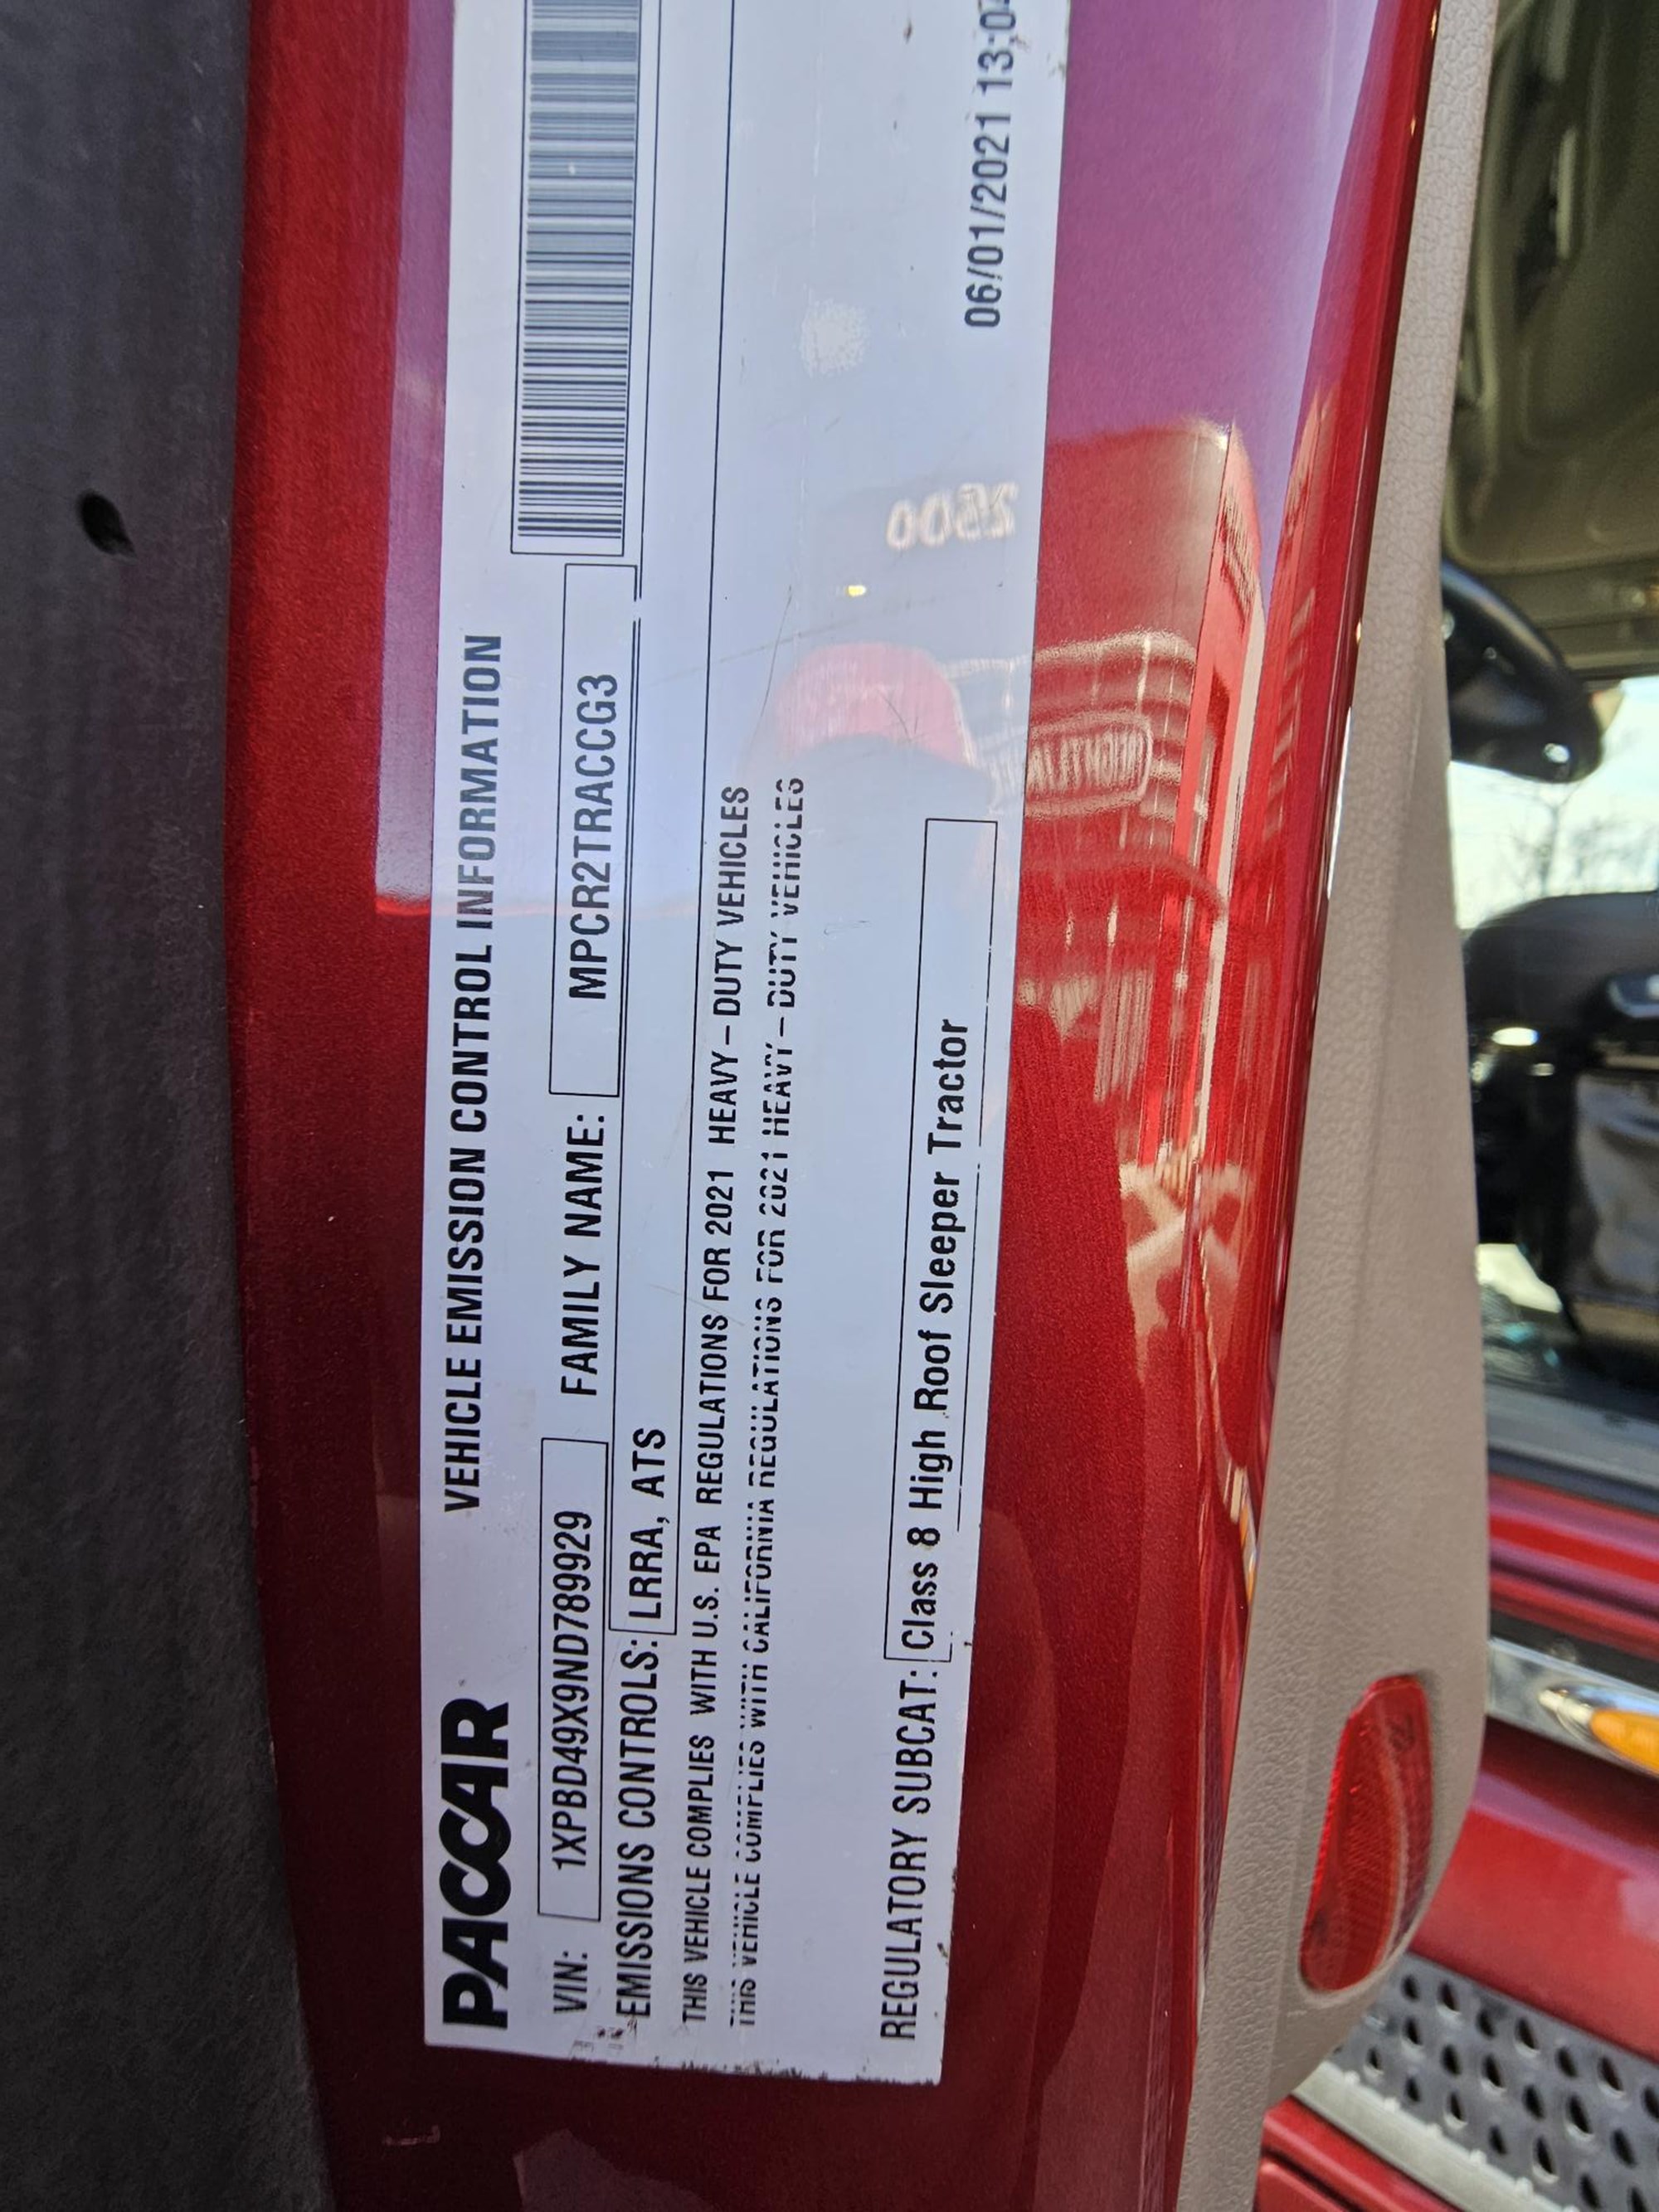 PACCAR VEHICLE EMISSION CONTROL INFORMATION
VIN: 1XPBD49X9ND789929 FAMILY NAME: MPCR2TRACCG3
EMISSIONS CONTROLS: LRRA, ATS
THIS VEHICLE COMPLIES WITH U.S. EPA REGULATIONS FOR 2021 HEAVY-DUTY VEHICLES
THIS VEHICLE COMPLIES WITH CALIFORNIA REGULATIONS FOR 2021 HEAVY-DUTY VEHICLES
REGULATORY SUBCAT: Class 8 High Roof Sleeper Tractor
06/01/2021
2500